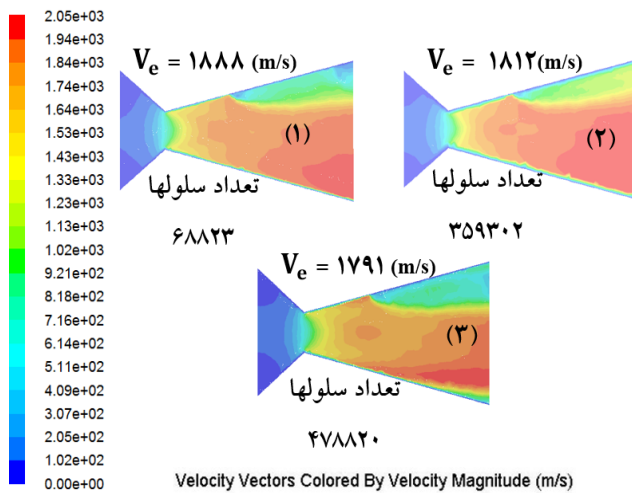 2.05e+03
1.94e+03
1.84e+03
1.74e+03
1.64e+03
1.53e+03
1.43e+03
1.33e+03
1.23e+03
1.13e+03
1.02e+03
9.21e+02
8.18e+02
7.16e+02
6.14e+02
5.11e+02
4.09e+02
3.07e+02
2.05e+02
1.02e+02
0.00e+00
Ve = ۱۸۸۸ (m/s)
(۱)
تعداد سلولها
۶۸۸۲۳
Ve = ۱۸۱۲(m/s)
(۲)
تعداد سلولها
۳۵۹۳۰۲
Ve = ۱۷۹۱ (m/s)
(۳)
تعداد سلولها
۴۷۸۸۲۰
Velocity Vectors Colored By Velocity Magnitude (m/s)